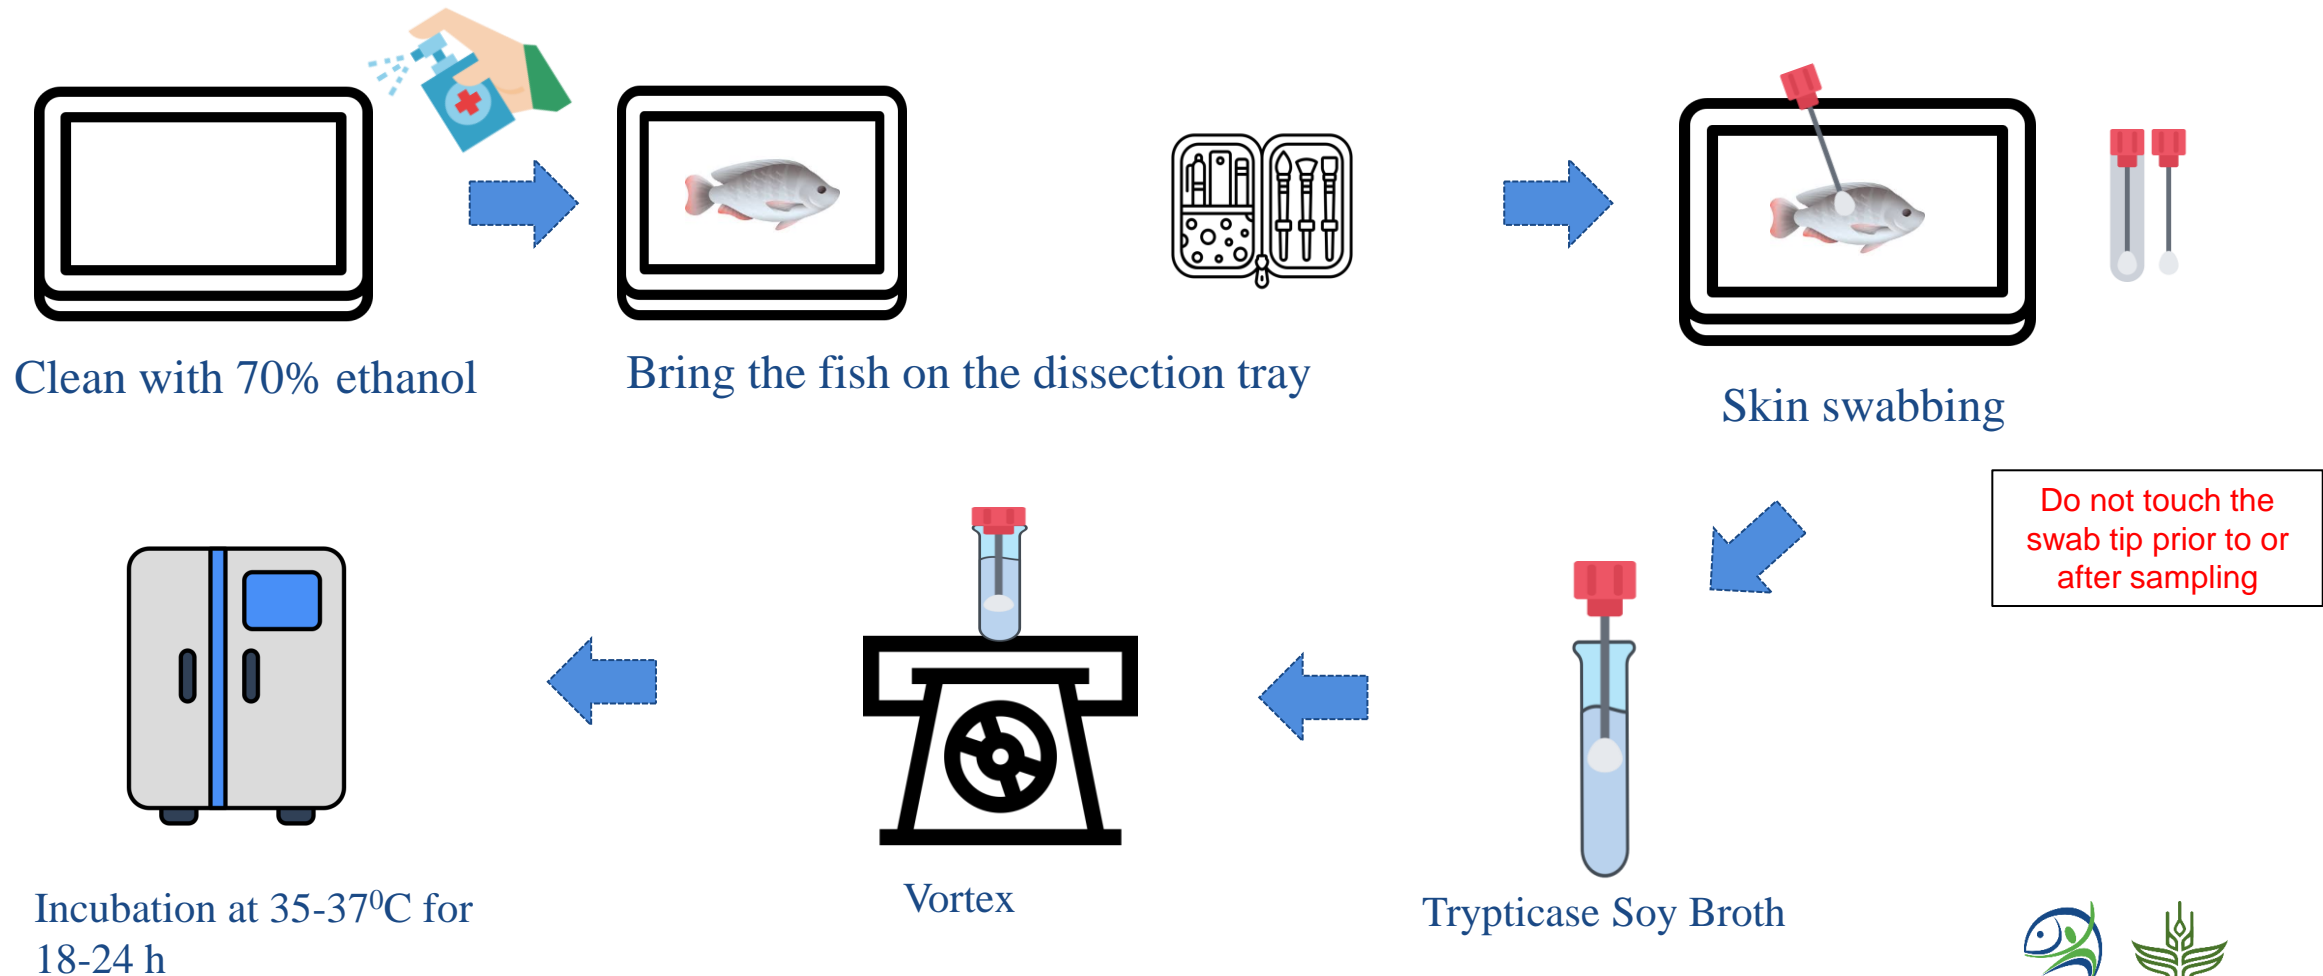 Clean with 70% ethanol
Bring the fish on the dissection tray
Skin swabbing
Do not touch the
swab tip prior to or
after sampling
Trypticase Soy Broth
Vortex
Incubation at 35-37⁰C for
18-24 h